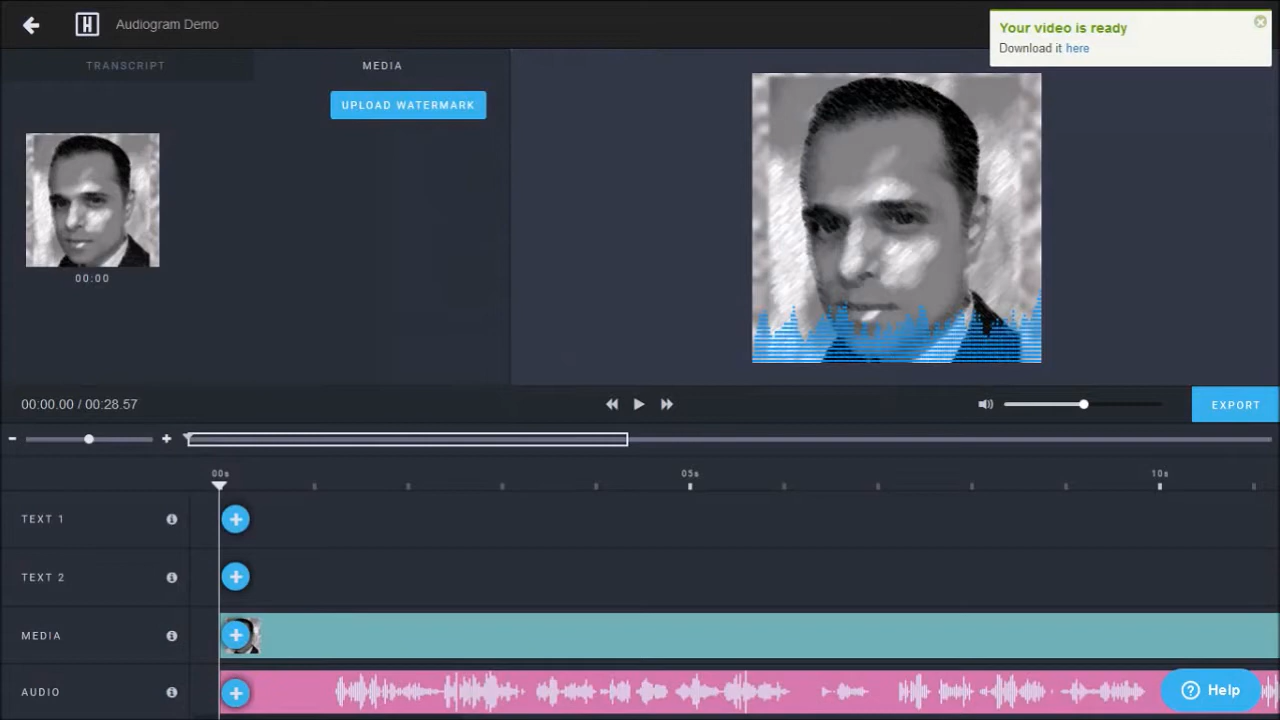 H Audiogram Demo
Your video is ready
Download it here
TRANSCRIPT
MEDIA
UPLOAD WATERMARK
00:00
00:00.00 / 00:28.57
EXPORT
00s
05s
10s
TEXT 1
TEXT 2
MEDIA
AUDIO
Help